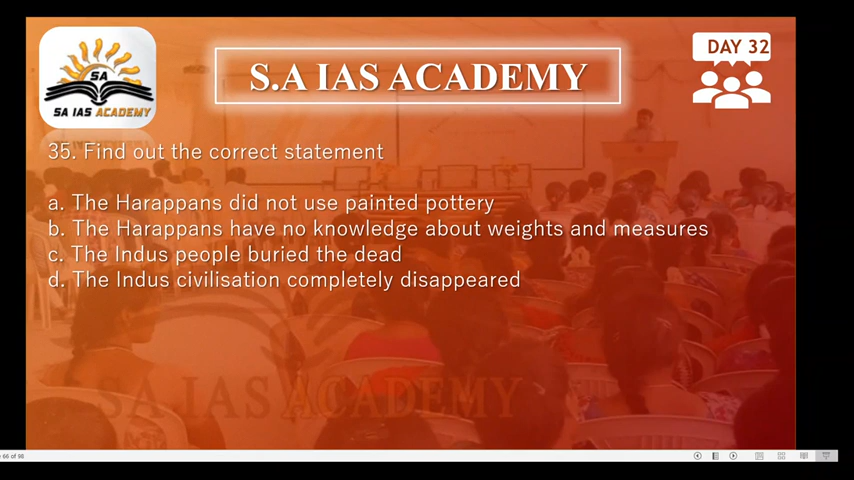 DAY 32
S.A IAS ACADEMY
SA
SA IAS ACADEMY
35. Find out the correct statement
a. The Harappans did not use painted pottery
b. The Harappans have no knowledge about weights and measures
c. The Indus people buried the dead
d. The Indus civilisation completely disappeared
SA IAS ACADEMY
66 of 98